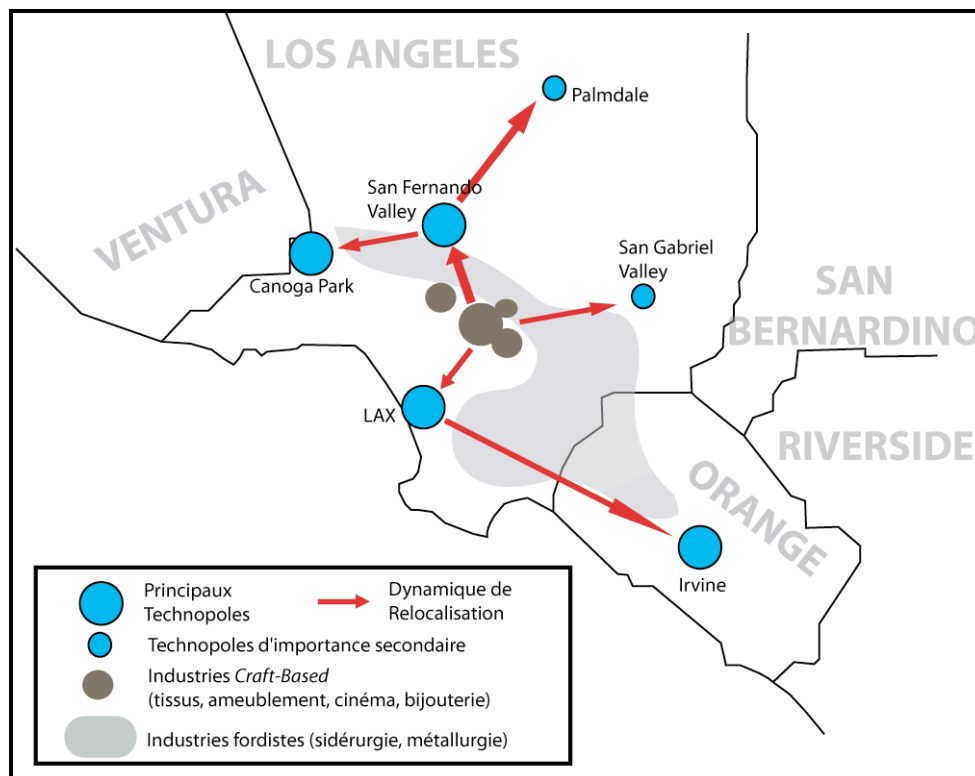 LOS ANGELES
Palmdale
San Fernando
Valley
VENTURA
San Gabriel
Valley
Canoga Park
SAN
BERNARDINO
LAX
RIVERSIDE
ORANGE
Irvine
Principaux
Technopoles
Dynamique de
Relocalisation
Technopoles d'importance secondaire
Industries Craft-Based
(tissus, ameublement, cinéma, bijouterie)
Industries fordistes (sidérurgie, métallurgie)